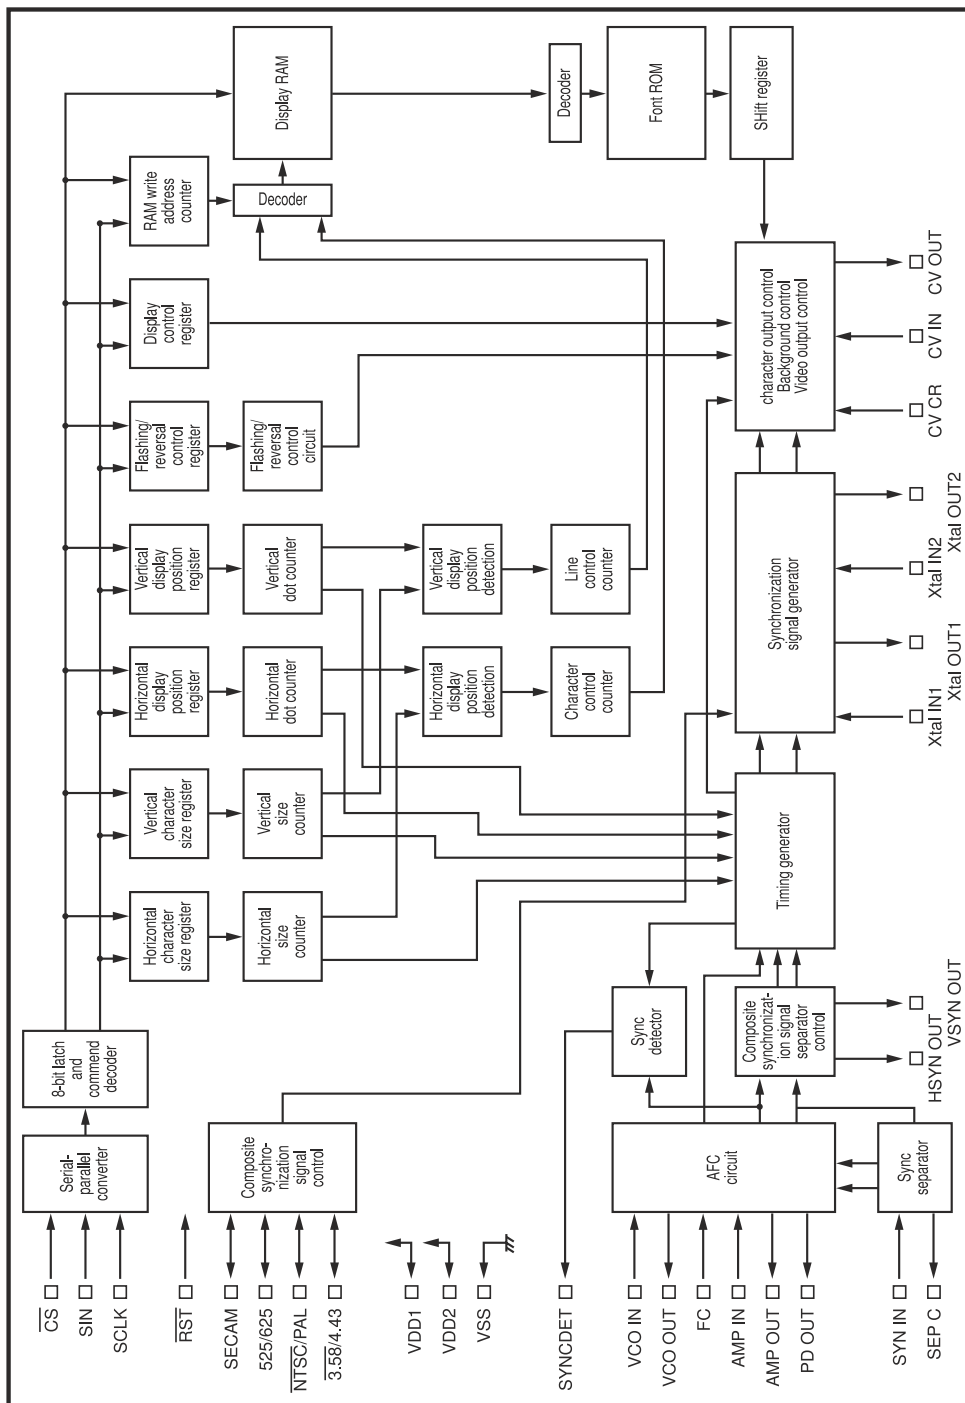 Display RAM
Decoder
Font ROM
SHift register
RAM write
address
counter
Decoder
Display
control
register
Flashing/
reversal
control
register
Flashing/
reversal
control
circuit
character output control
Background control
Video output control
CV OUT
CV IN
CV CR
Vertical
display
position
register
Vertical
dot counter
Vertical
display
position
detection
Line
control
counter
Horizontal
display
position
register
Horizontal
dot counter
Horizontal
display
position
detection
Character
control
counter
Synchronization
signal generator
Xtal OUT2
Xtal IN2
Xtal OUT1
Xtal IN1
Vertical
character
size register
Vertical
size
counter
Horizontal
character
size register
Horizontal
size
counter
Timing generator
8-bit latch
and
commend
decoder
Sync
detector
Composite
synchronizat-
ion signal
separator
control
VSYN OUT
HSYN OUT
Serial-
parallel
converter
Composite
synchro-
nization
signal
control
AFC
circuit
Sync
separator
CS
SIN
SCLK
RST
SECAM
525/625
NTSC/PAL
3.58/4.43
VDD1
VDD2
VSS
SYNCDET
VCO IN
VCO OUT
FC
AMP IN
AMP OUT
PD OUT
SYN IN
SEP C